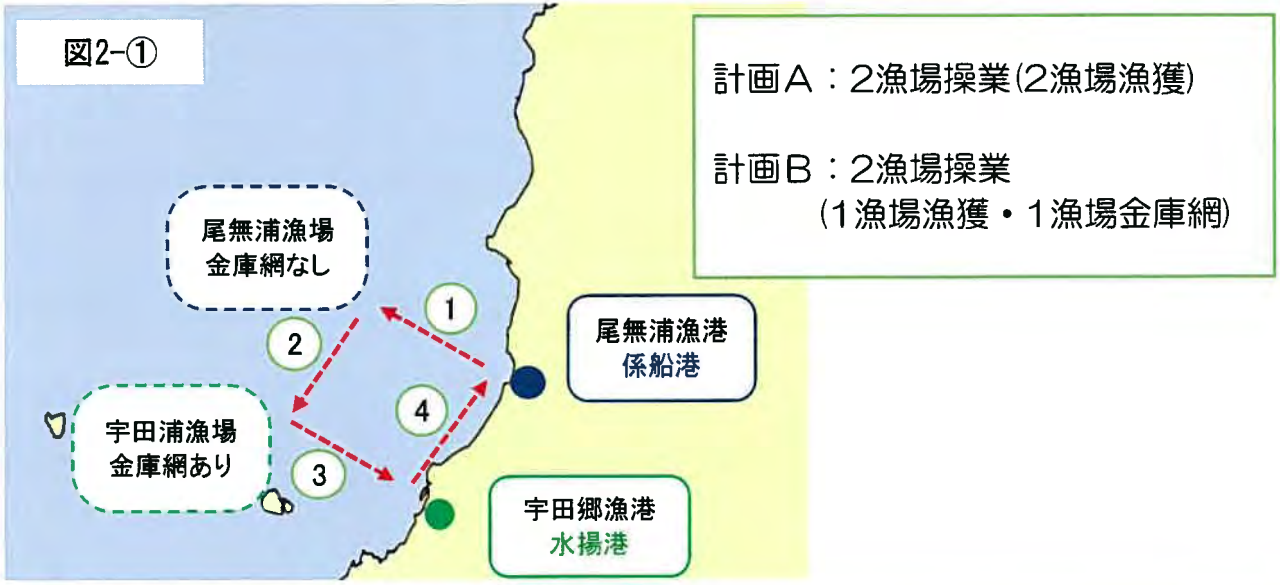 図2-①
計画A：2漁場操業(2漁場漁獲)
計画B：2漁場操業
(1漁場漁獲・1漁場金庫網)
尾無浦漁場
金庫網なし
1
2
尾無浦漁港
係船港
4
宇田浦漁場
金庫網あり
3
宇田郷漁港
水揚港